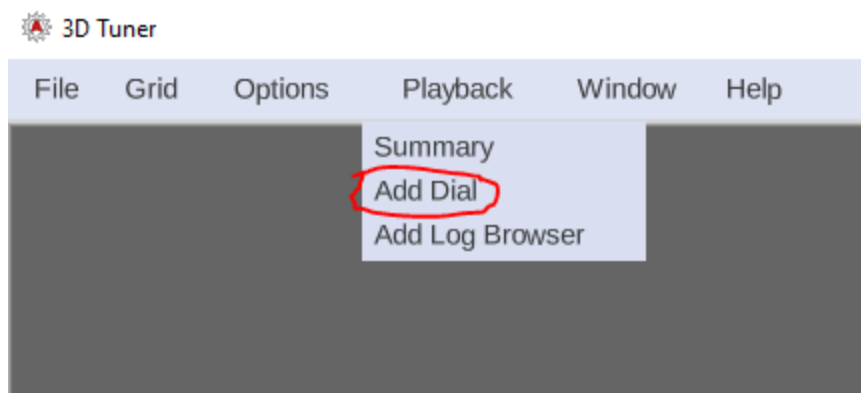 3D Tuner
File Grid Options Playback Window Help
Summary
Add Dial
Add Log Browser